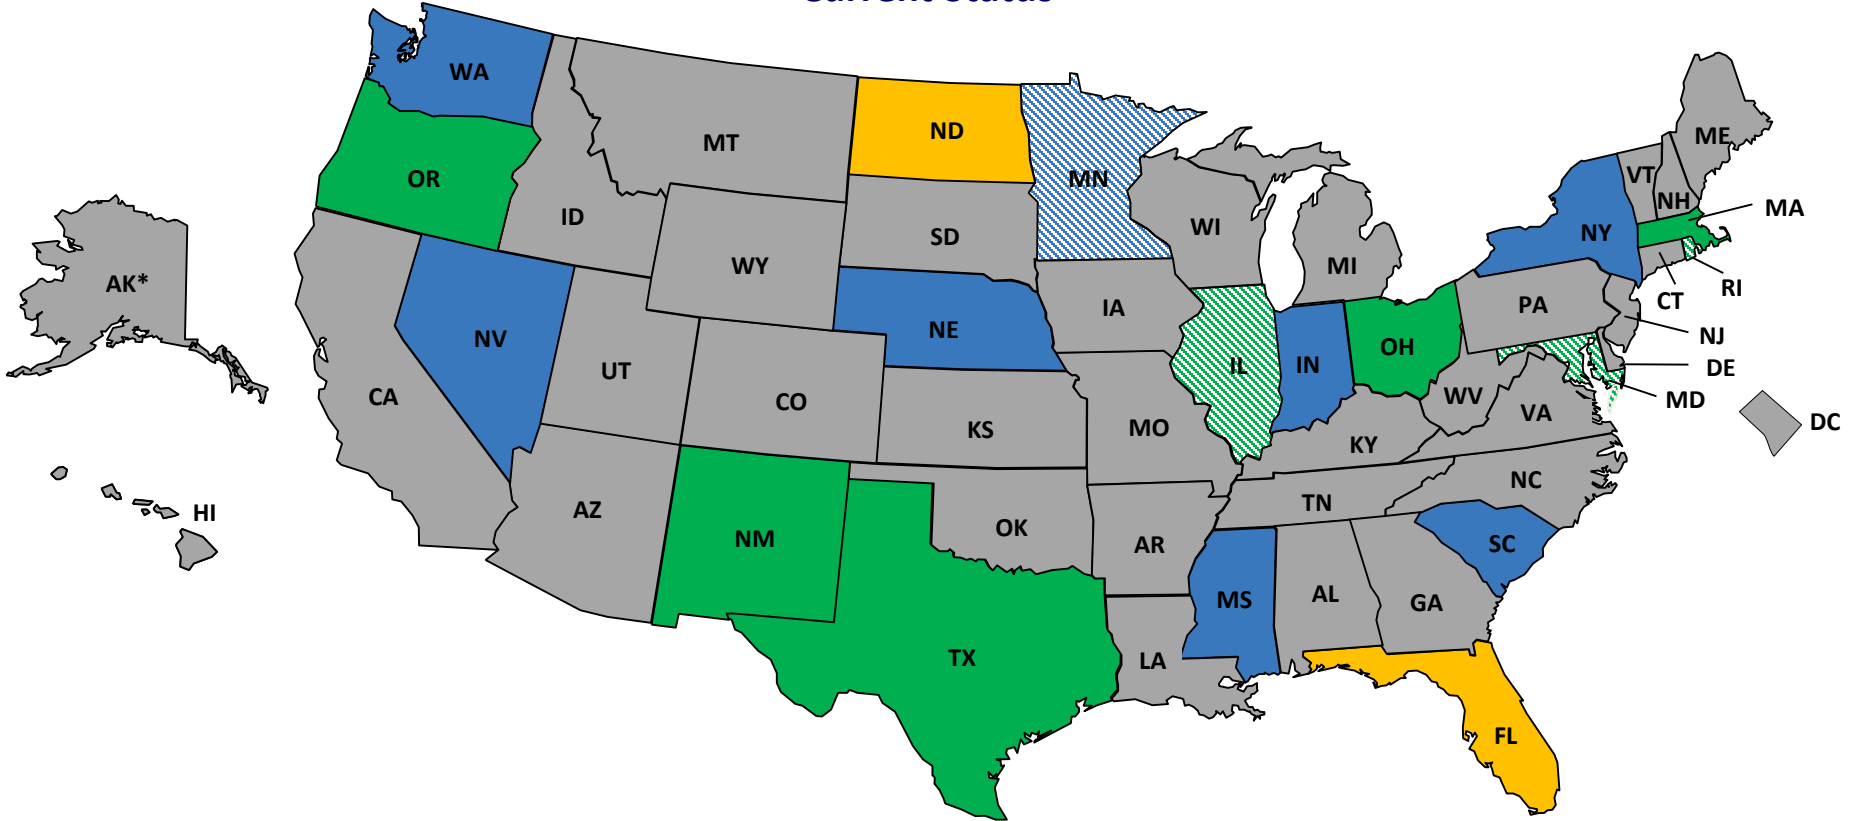 Current Status
WA
MT
ND
MN
ME
VT
NH
MA
OR
ID
SD
WI
NY
MI
AK*
WY
RI
CT
IA
PA
NE
NJ
NV
OH
IL
IN
DE
UT
WV
MD
CA
CO
VA
DC
KS
MO
KY
NC
HI
AZ
TN
OK
NM
AR
SC
MS
AL
GA
TX
LA
FL